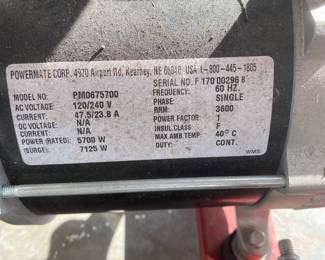 POWERMATE CORP. 4970 Airport Rd, Kearney, NE 68848 USA 1-800-445-1805
SERIAL NO. F 170 00296 8
MODEL NO: PM0675700 FREQUENCY: 60 HZ.
AC VOLTAGE: 120/240 V PHASE: SINGLE
CURRENT: 47.5/23.8 A RRM: 3600
DC VOLTAGE: N/A POWER FACTOR 1
CURRENT: N/A INSUL CLASS F
POWER (RATED): 5700 W MAX.AMB.TEMP 40° C
(SURGE): 7125 W DUTY: CONT.
WMS